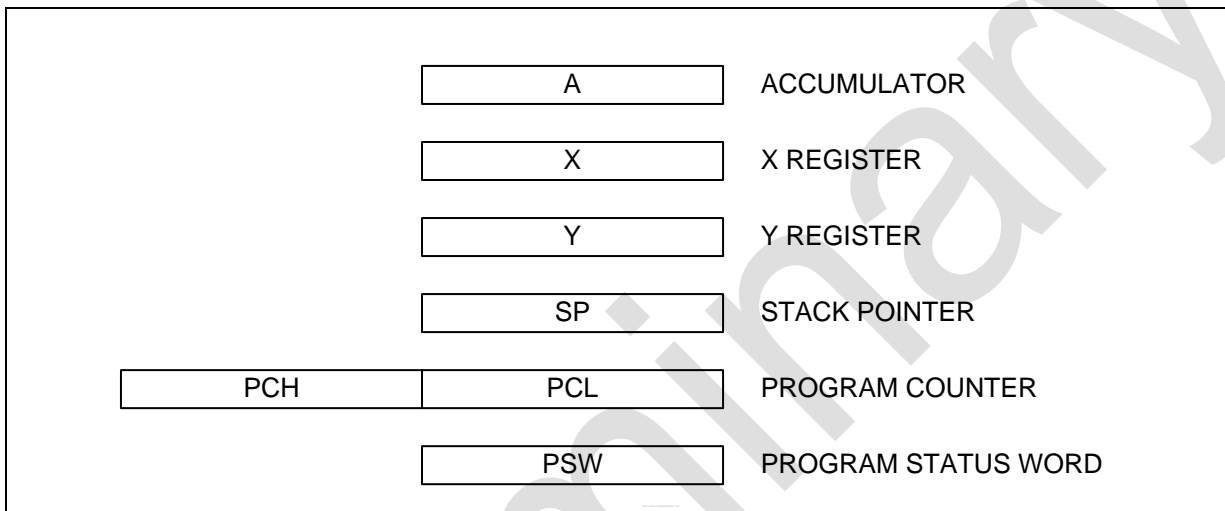 A ACCUMULATOR
X X REGISTER
Y Y REGISTER
SP STACK POINTER
PCH PCL PROGRAM COUNTER
PSW PROGRAM STATUS WORD